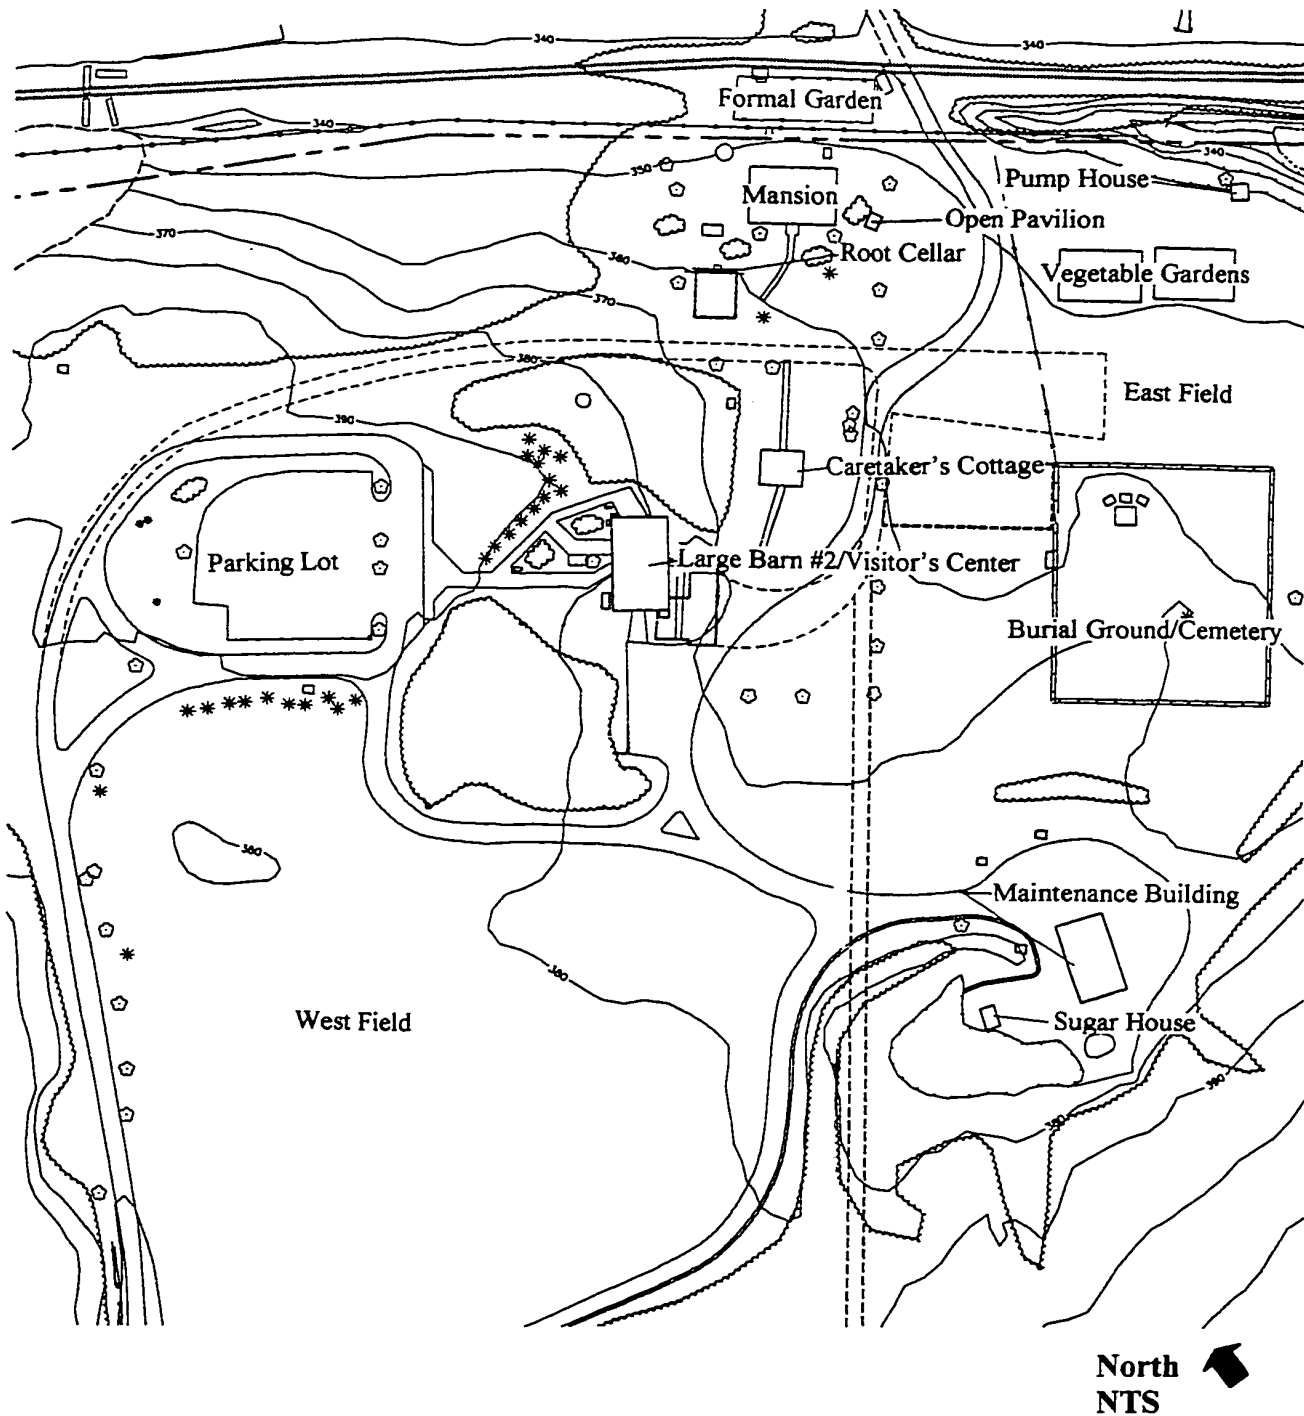 340
340
Formal Garden
340
340
350
Pump House
Mansion
Open Pavilion
370
Root Cellar
360
Vegetable Gardens
370
380
East Field
390
Caretaker's Cottage
Parking Lot
Large Barn #2/Visitor's Center
Burial Ground/Cemetery
380
Maintenance Building
380
West Field
Sugar House
390
380
North
NTS